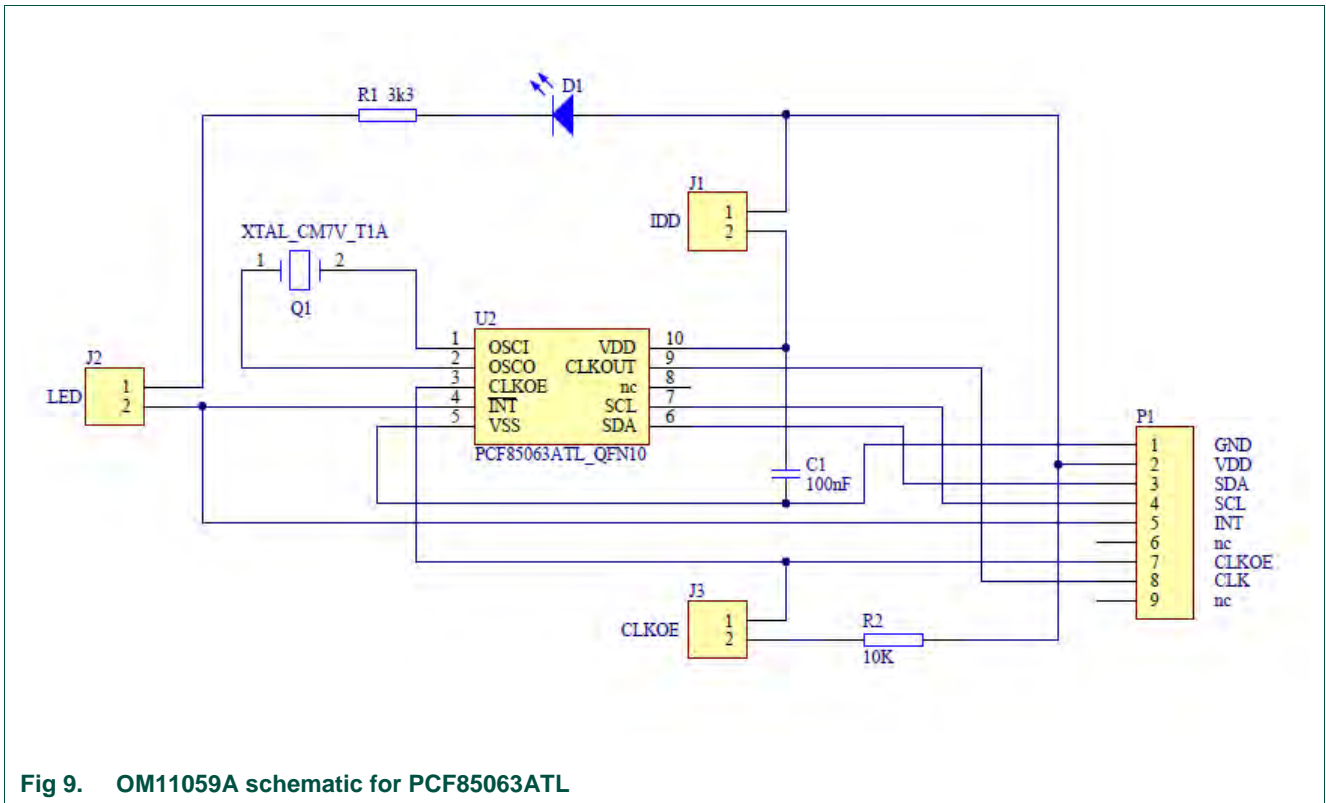 R1 3k3
D1
J1
IDD
1
2
XTAL_CM7V_T1A
1
2
Q1
U2
1
2
3
4
5
OSCI
OSCO
CLKOE
INT
VSS
VDD
CLKOUT
nc
SCL
SDA
10
9
8
7
6
PCF85063ATL_QFN10
J2
LED
1
2
C1
100nF
P1
1 GND
2 VDD
3 SDA
4 SCL
5 INT
6 nc
7 CLKOE
8 CLK
9 nc
J3
CLKOE
1
2
R2
10K
Fig 9. OM11059A schematic for PCF85063ATL